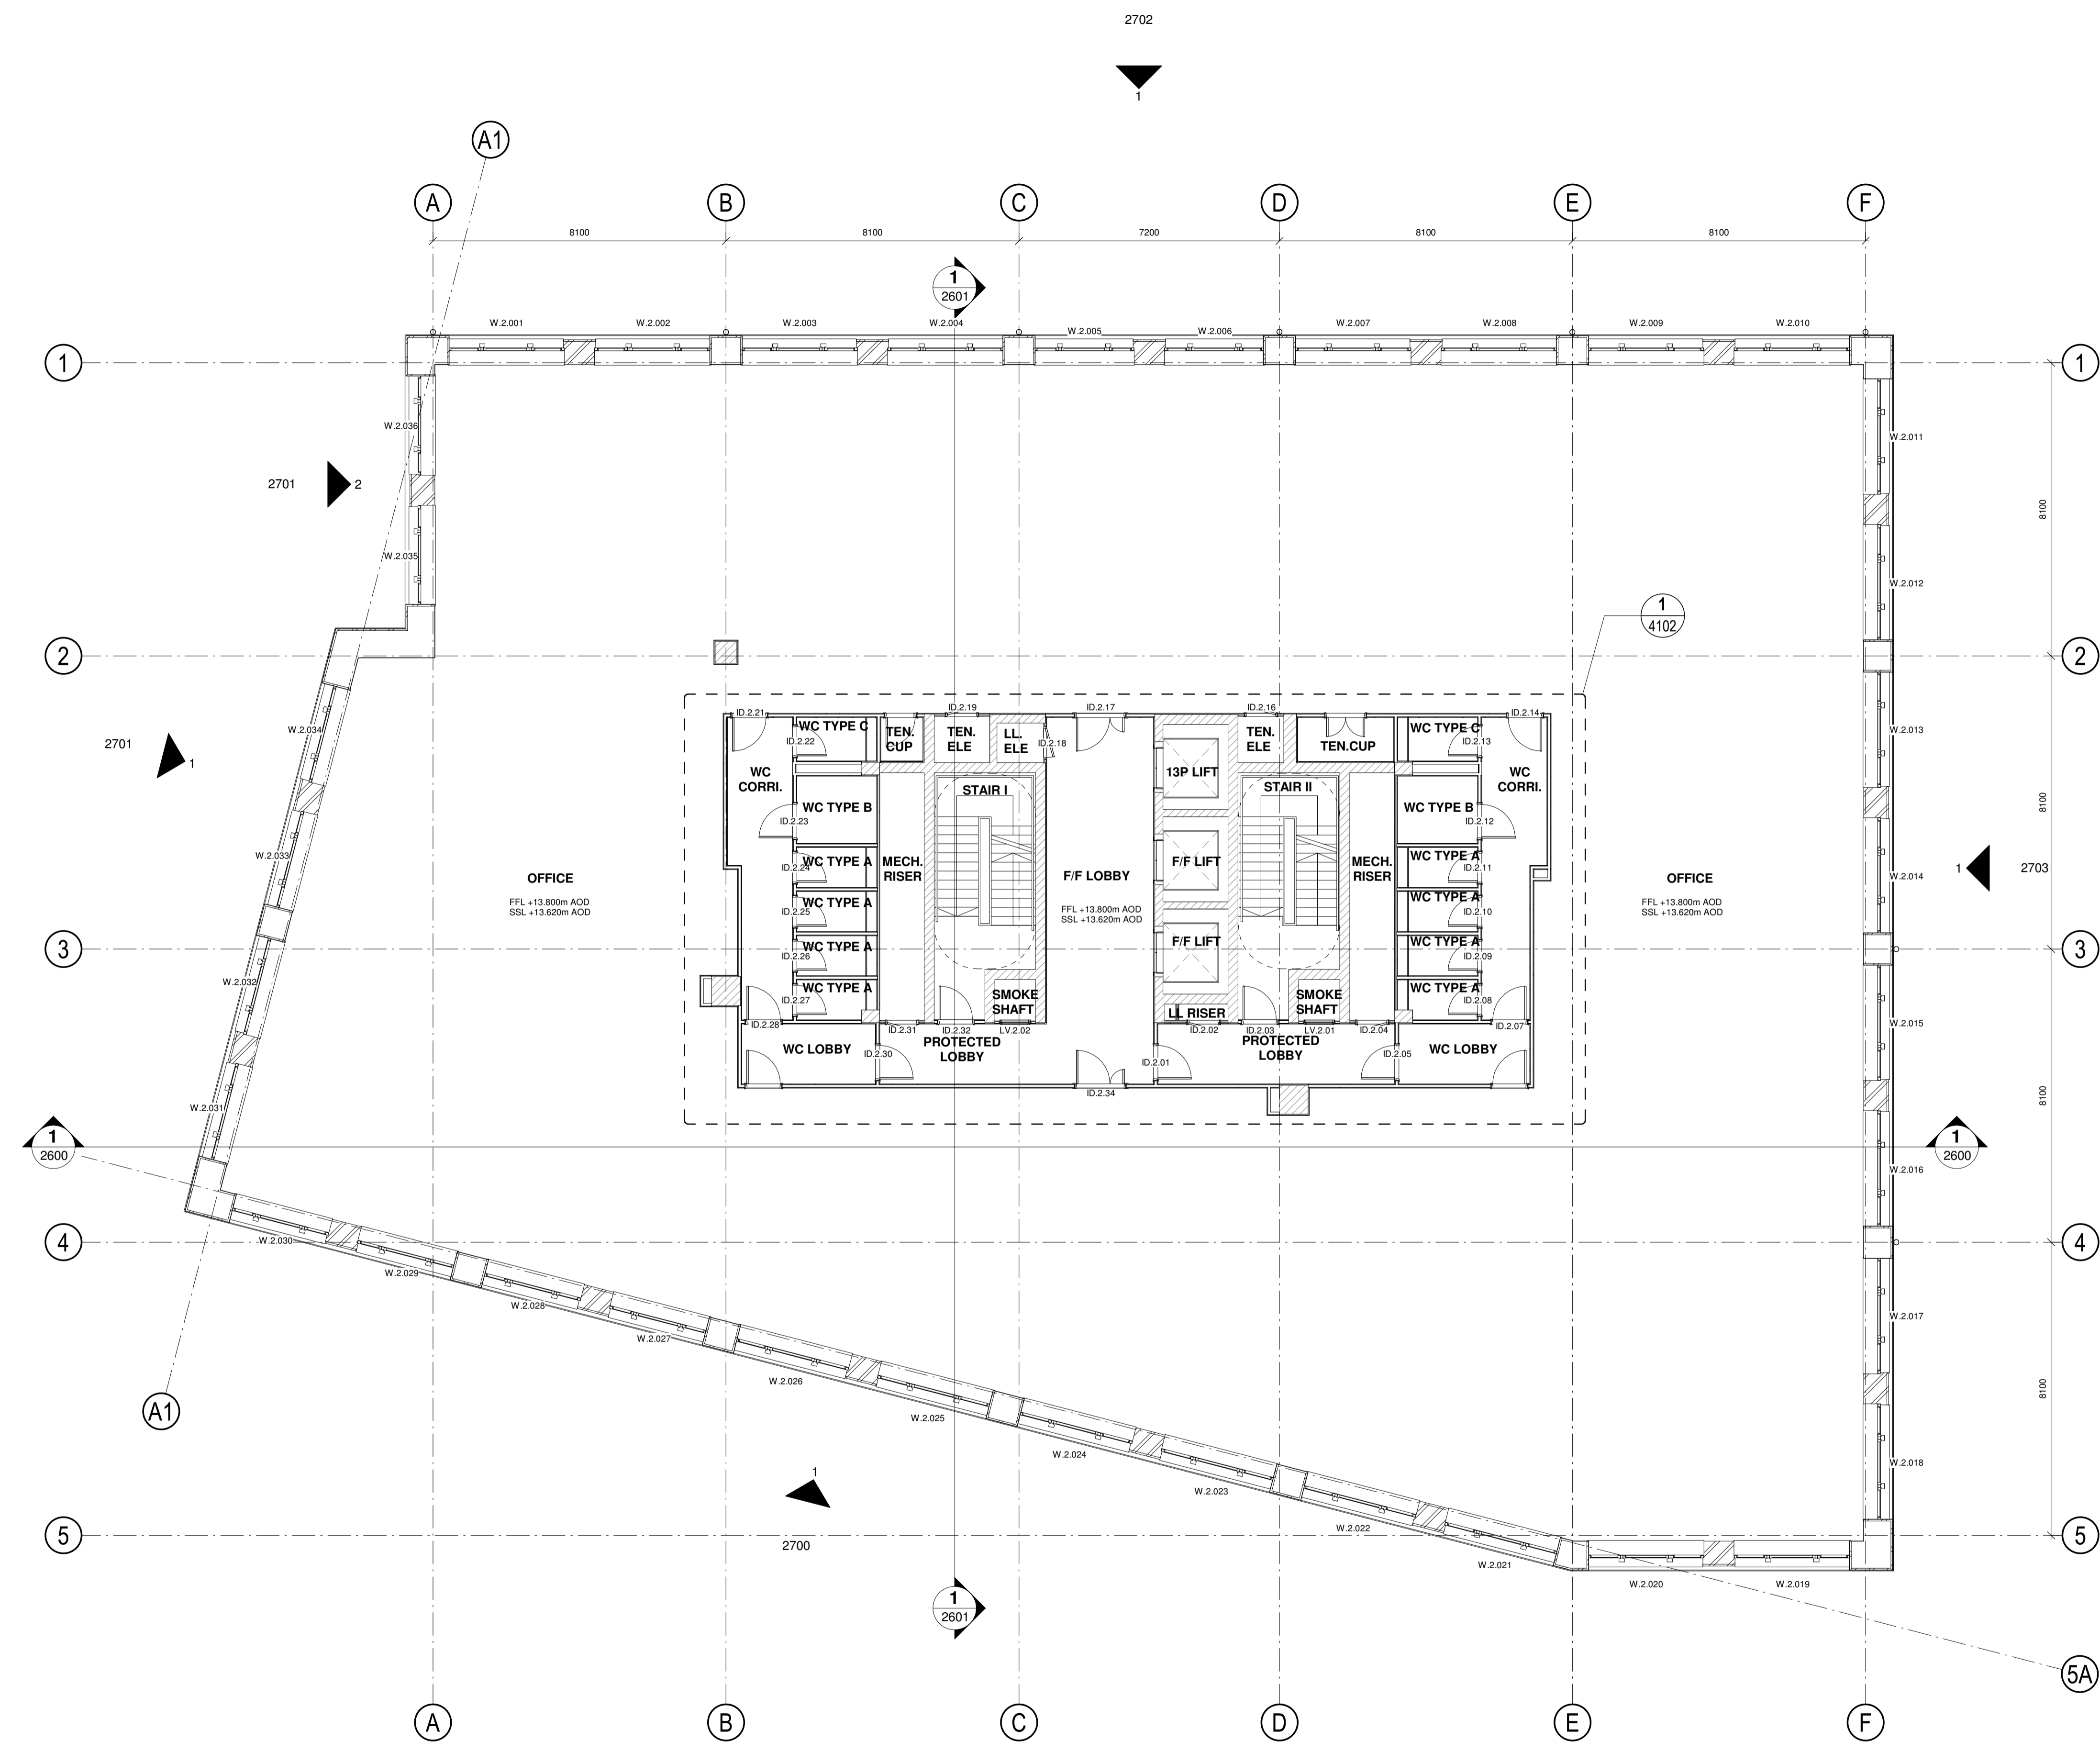 2702
1
A1
A
B
C
D
E
F
8100
8100
7200
8100
8100
1
2601
W.2.001
W.2.002
W.2.003
W.2.004
W.2.005
W.2.006
W.2.007
W.2.008
W.2.009
W.2.010
1
1
W.2.036
W.2.011
2701
2
8100
W.2.035
W.2.012
1
4102
2
2
W.2.034
W.2.013
2701
1
8100
ID.2.21
ID.2.19
ID.2.17
ID.2.16
ID.2.14
WC TYPE C
ID.2.22
TEN.
CUP
TEN.
ELE
LL.
ELE
ID.2.18
TEN.
ELE
TEN.CUP
WC TYPE C
ID.2.13
WC
CORRI.
13P LIFT
WC
CORRI.
STAIR I
STAIR II
WC TYPE B
ID.2.23
WC TYPE B
ID.2.12
W.2.033
WC TYPE A
ID.2.24
MECH.
RISER
F/F LIFT
MECH.
RISER
WC TYPE A
ID.2.11
1
2703
W.2.014
OFFICE
FFL +13.800m AOD
SSL +13.620m AOD
F/F LOBBY
FFL +13.800m AOD
SSL +13.620m AOD
OFFICE
FFL +13.800m AOD
SSL +13.620m AOD
WC TYPE A
ID.2.25
WC TYPE A
ID.2.10
3
3
WC TYPE A
ID.2.26
F/F LIFT
WC TYPE A
ID.2.09
W.2.032
WC TYPE A
ID.2.27
SMOKE
SHAFT
SMOKE
SHAFT
WC TYPE A
ID.2.08
LL RISER
W.2.015
ID.2.28
ID.2.31
ID.2.32
LV.2.02
ID.2.02
ID.2.03
LV.2.01
ID.2.04
ID.2.07
WC LOBBY
ID.2.30
PROTECTED
LOBBY
ID.2.01
PROTECTED
LOBBY
ID.2.05
WC LOBBY
ID.2.34
8100
W.2.031
1
2600
1
2600
W.2.016
4
4
W.2.030
W.2.029
W.2.028
W.2.027
W.2.026
W.2.025
W.2.024
W.2.023
W.2.022
W.2.021
W.2.020
W.2.019
W.2.017
8100
W.2.018
A1
1
2700
5
5
1
2601
5A
A
B
C
D
E
F